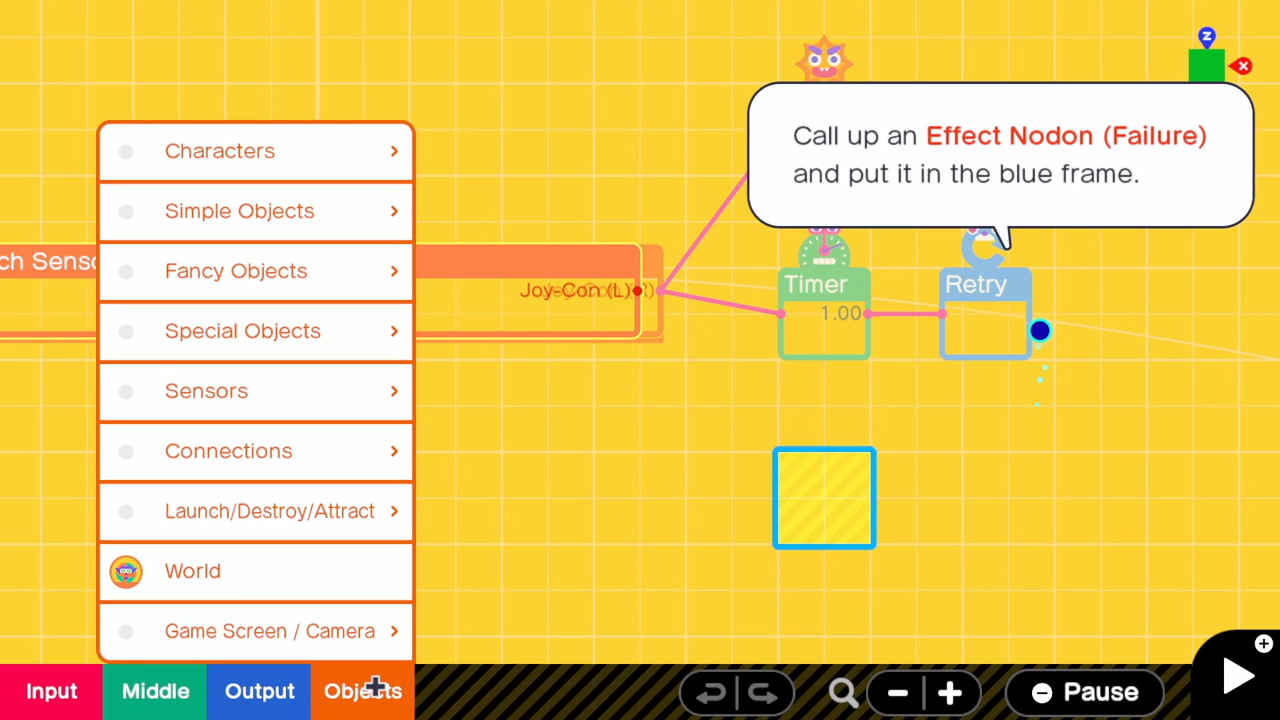 Z
X
Call up an Effect Nodon (Failure)
and put it in the blue frame.
Characters
Simple Objects
Fancy Objects
Special Objects
Sensors
Connections
Launch/Destroy/Attract
World
Game Screen / Camera
ch Senso
Joy-Con (L)
Timer
1.00
Retry
Input
Middle
Output
Objects
Pause